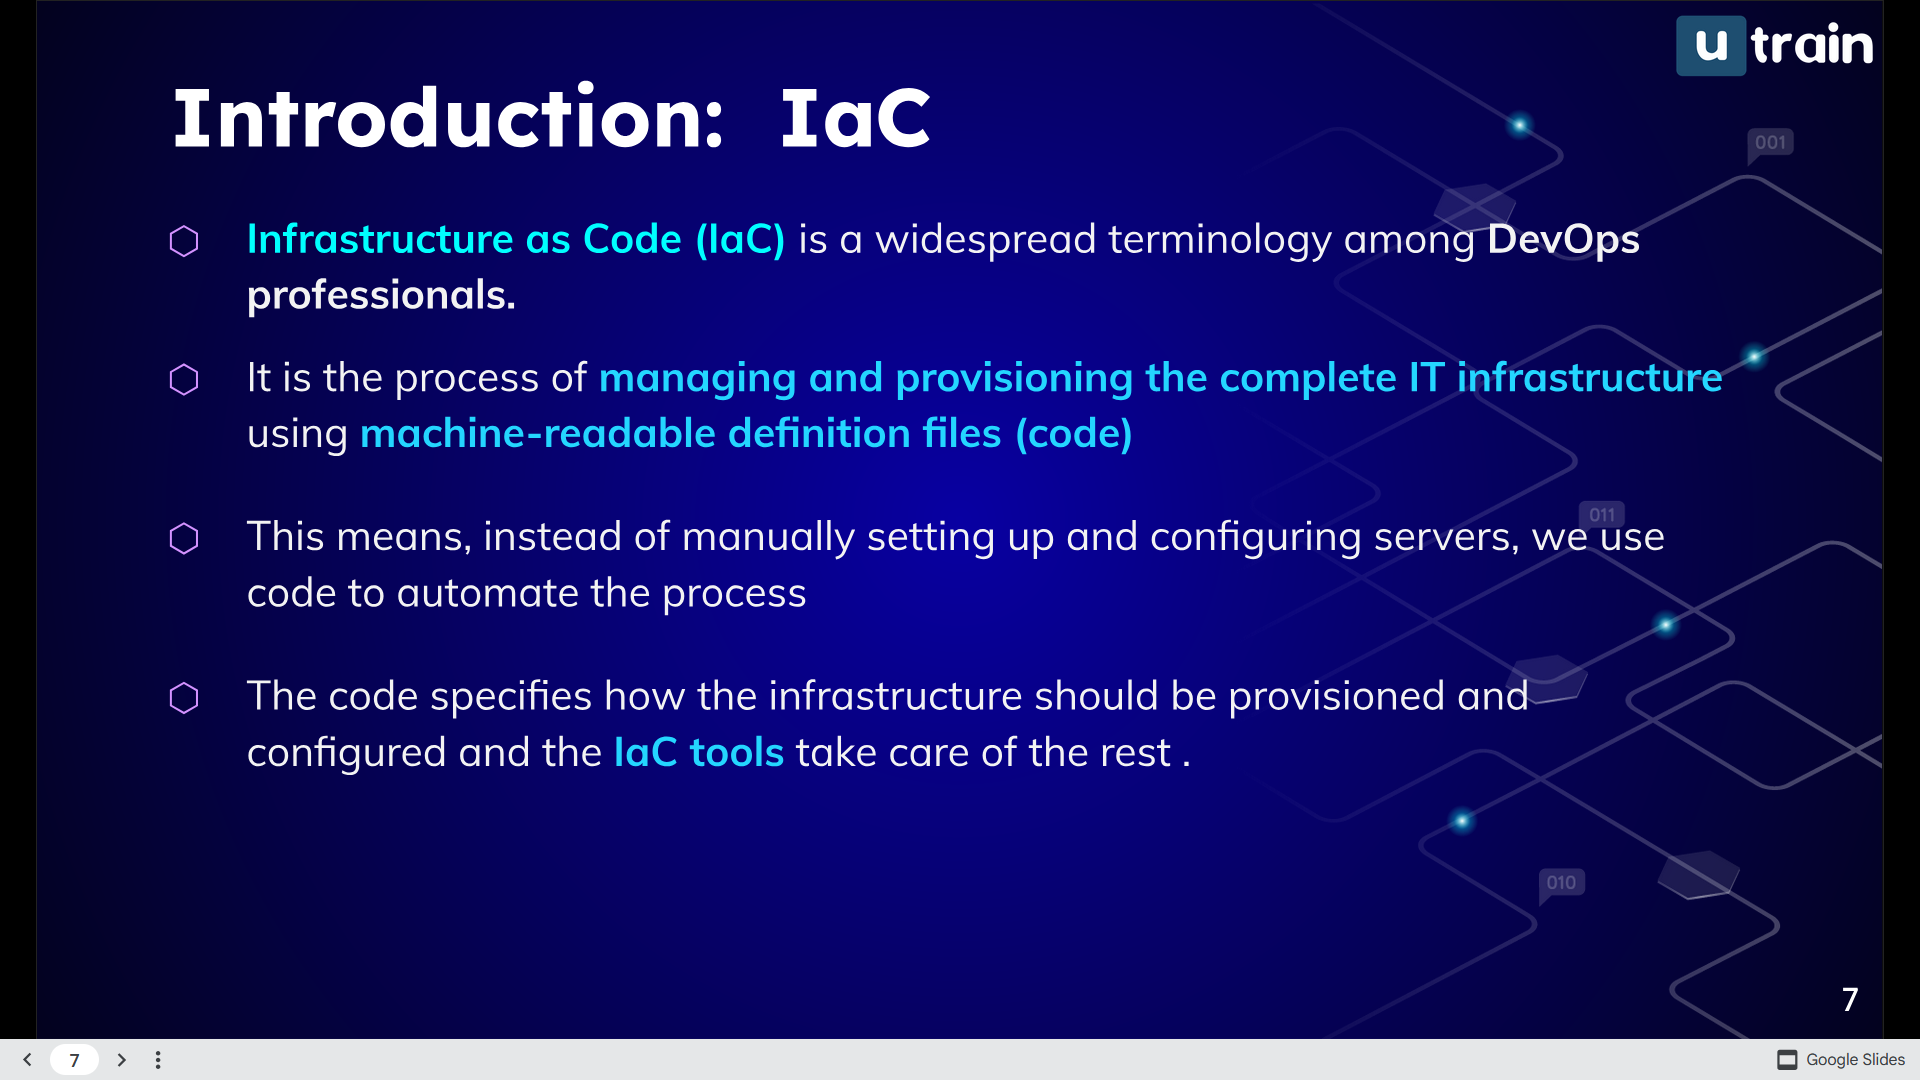 u train
Introduction: IaC
001
Infrastructure as Code (IaC) is a widespread terminology among DevOps
professionals.
It is the process of managing and provisioning the complete IT infrastructure
using machine-readable definition files (code)
011
This means, instead of manually setting up and configuring servers, we use
code to automate the process
The code specifies how the infrastructure should be provisioned and
configured and the IaC tools take care of the rest .
010
7
7
Google Slides